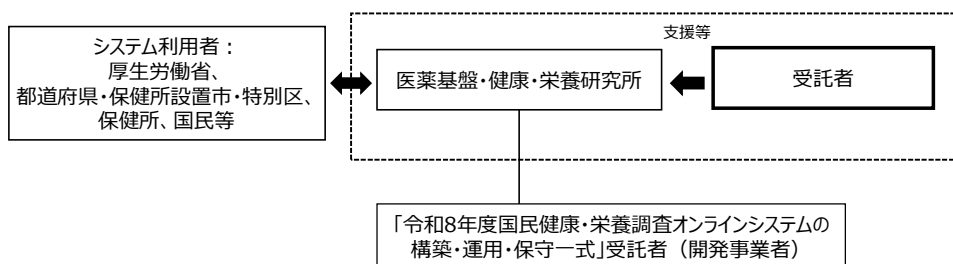 支援等
システム利用者：
厚生労働省、
都道府県・保健所設置市・特別区、
保健所、国民等
医薬基盤・健康・栄養研究所
受託者
「令和8年度国民健康・栄養調査オンラインシステムの
構築・運用・保守一式」受託者（開発事業者）